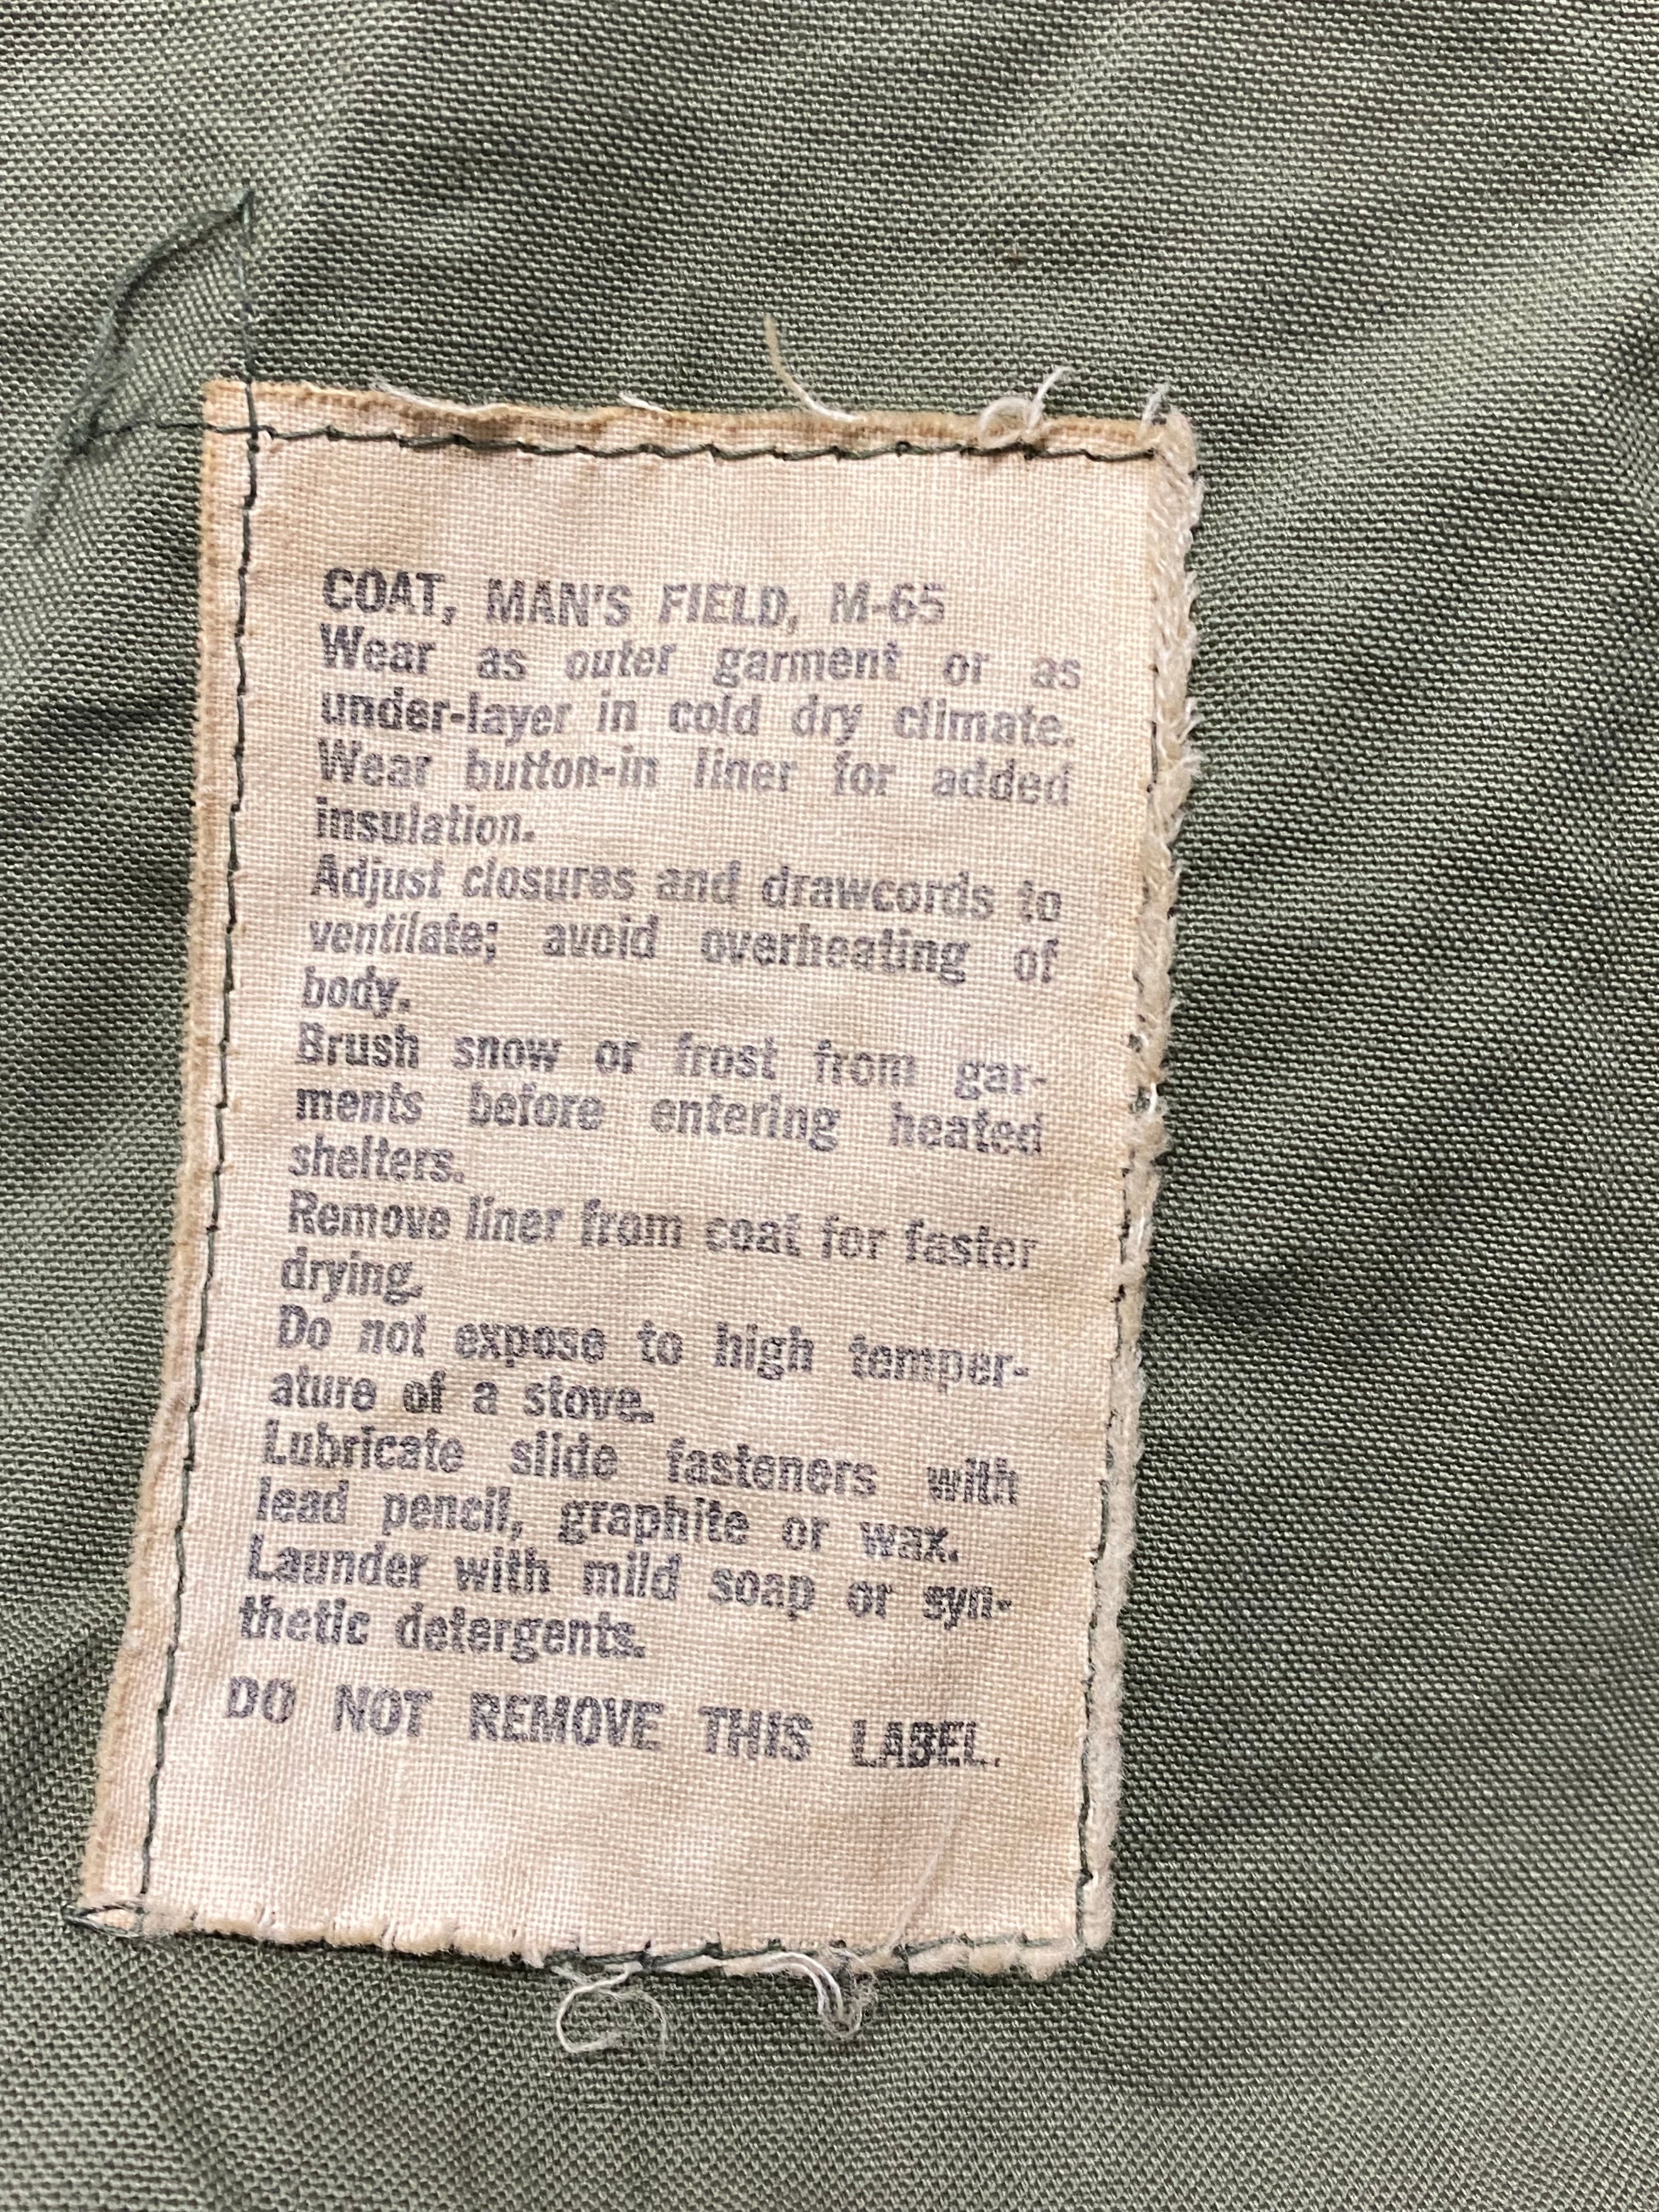 COAT, MAN'S FIELD, M-65
Wear as outer garment or as
under-layer in cold dry climate.
Wear button-in liner for added
insulation.
Adjust closures and drawcords to
ventilate; avoid overheating of
body.
Brush snow or frost from gar-
ments before entering heated
shelters.
Remove liner from coat for faster
drying.
Do not expose to high temper-
ature of a stove.
Lubricate slide fasteners with
lead pencil, graphite or wax.
Launder with mild soap or syn-
thetic detergents.
DO NOT REMOVE THIS LABEL.